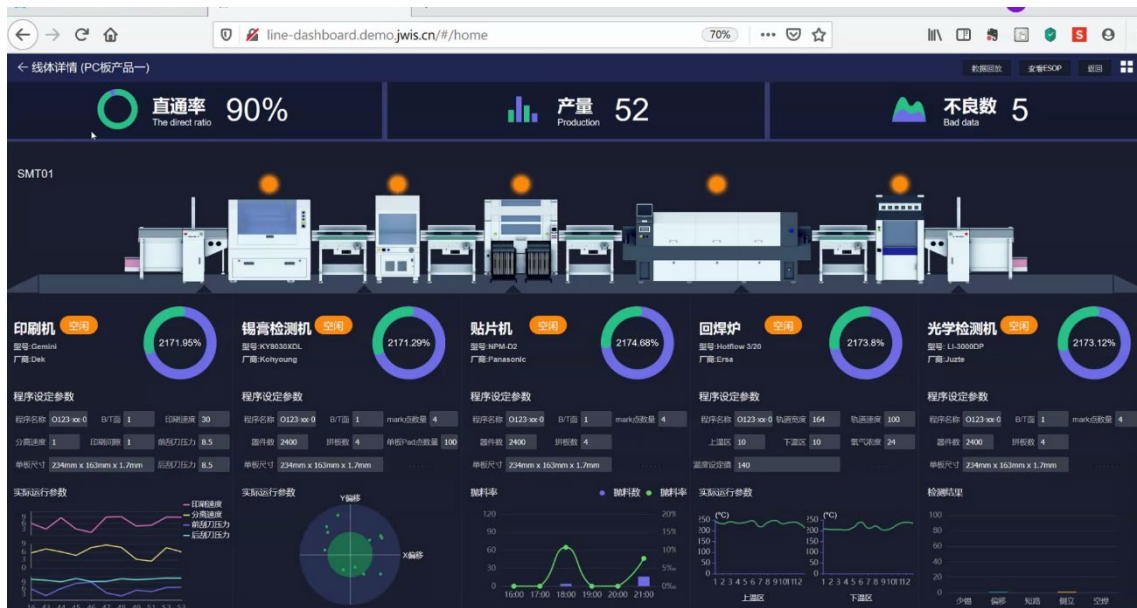 line-dashboard.demo.jwis.cn/#/home
70%
线体详情 (PC板产品一)
数据回放 查看ESOP 返回
直通率 90%
The direct ratio
产量 52
Production
不良数 5
Bad data
SMT01
印刷机 空闲
型号:Gemini
厂商:Dek
2171.95%
锡膏检测机 空闲
型号:KY8030XDL
厂商:Kohyoung
2171.29%
贴片机 空闲
型号:NPM-D2
厂商:Panasonic
2174.68%
回焊炉 空闲
型号:Hotflow 3/20
厂商:Ersa
2173.8%
光学检测机 空闲
型号: LI-3000DP
厂商:Juzte
2173.12%
程序设定参数
程序名称 O123-xx-0 B/T面 1 印刷速度 30
分离速度 1 印刷间隙 1 前刮刀压力 8.5
单板尺寸 234mm x 163mm x 1.7mm 后刮刀压力 8.5
程序设定参数
程序名称 O123-xx-0 B/T面 1 mark点数量 4
器件数 2400 拼板数 4 单板Pad点数量 100
单板尺寸 234mm x 163mm x 1.7mm
程序设定参数
程序名称 O123-xx-0 B/T面 1 mark点数量 4
器件数 2400 拼板数 4
单板尺寸 234mm x 163mm x 1.7mm
程序设定参数
程序名称 O123-xx-0 轨道宽度 164 轨道速度 100
上温区 10 下温区 10 氧气浓度 24
温度设定值 140
程序设定参数
程序名称 O123-xx-0 B/T面 1 mark点数量 4
器件数 2400 拼板数 4
单板尺寸 234mm x 163mm x 1.7mm
实际运行参数
印刷速度
分离速度
前刮刀压力
后刮刀压力
实际运行参数
Y偏移
X偏移
抛料率
抛料数 抛料率
120 20%
90 15%
60 10%
30 5%
0 0%
16:00 17:00 18:00 19:00 20:00 21:00
实际运行参数
(°C)
250
200
150
100
50
0
1 2 3 4 5 6 7 8 9 10 11 12
上温区
(°C)
250
200
150
100
50
0
1 2 3 4 5 6 7 8 9 10 11 12
下温区
检测结果
100
80
60
40
20
0
少锡 偏移 短路 侧立 空焊